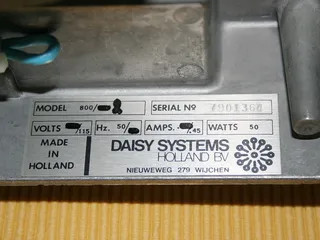 MODEL 800/ SERIAL Nº 7901368
VOLTS /115 Hz. 50/ AMPS. /.45 WATTS 50
MADE IN HOLLAND
DAISY SYSTEMS
HOLLAND BV
NIEUWEWEG 279 WIJCHEN